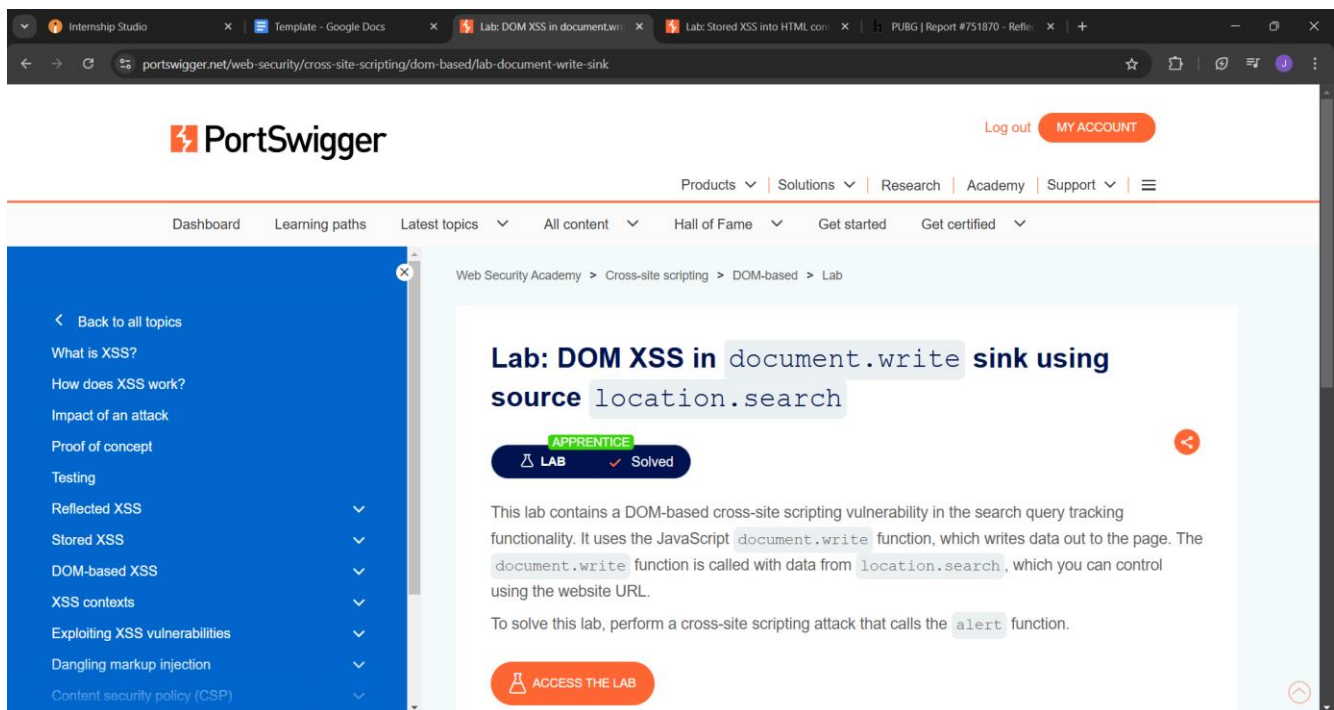 Internship Studio
Template - Google Docs
Lab: DOM XSS in document.wri
Lab: Stored XSS into HTML con
PUBG | Report #751870 - Reflec
portswigger.net/web-security/cross-site-scripting/dom-based/lab-document-write-sink
J
PortSwigger
Log out
MY ACCOUNT
Products
Solutions
Research
Academy
Support
Dashboard
Learning paths
Latest topics
All content
Hall of Fame
Get started
Get certified
Back to all topics
What is XSS?
How does XSS work?
Impact of an attack
Proof of concept
Testing
Reflected XSS
Stored XSS
DOM-based XSS
XSS contexts
Exploiting XSS vulnerabilities
Dangling markup injection
Content security policy (CSP)
Web Security Academy > Cross-site scripting > DOM-based > Lab
Lab: DOM XSS in document.write sink using
source location.search
APPRENTICE
LAB
Solved
This lab contains a DOM-based cross-site scripting vulnerability in the search query tracking
functionality. It uses the JavaScript document.write function, which writes data out to the page. The
document.write function is called with data from location.search, which you can control
using the website URL.
To solve this lab, perform a cross-site scripting attack that calls the alert function.
ACCESS THE LAB